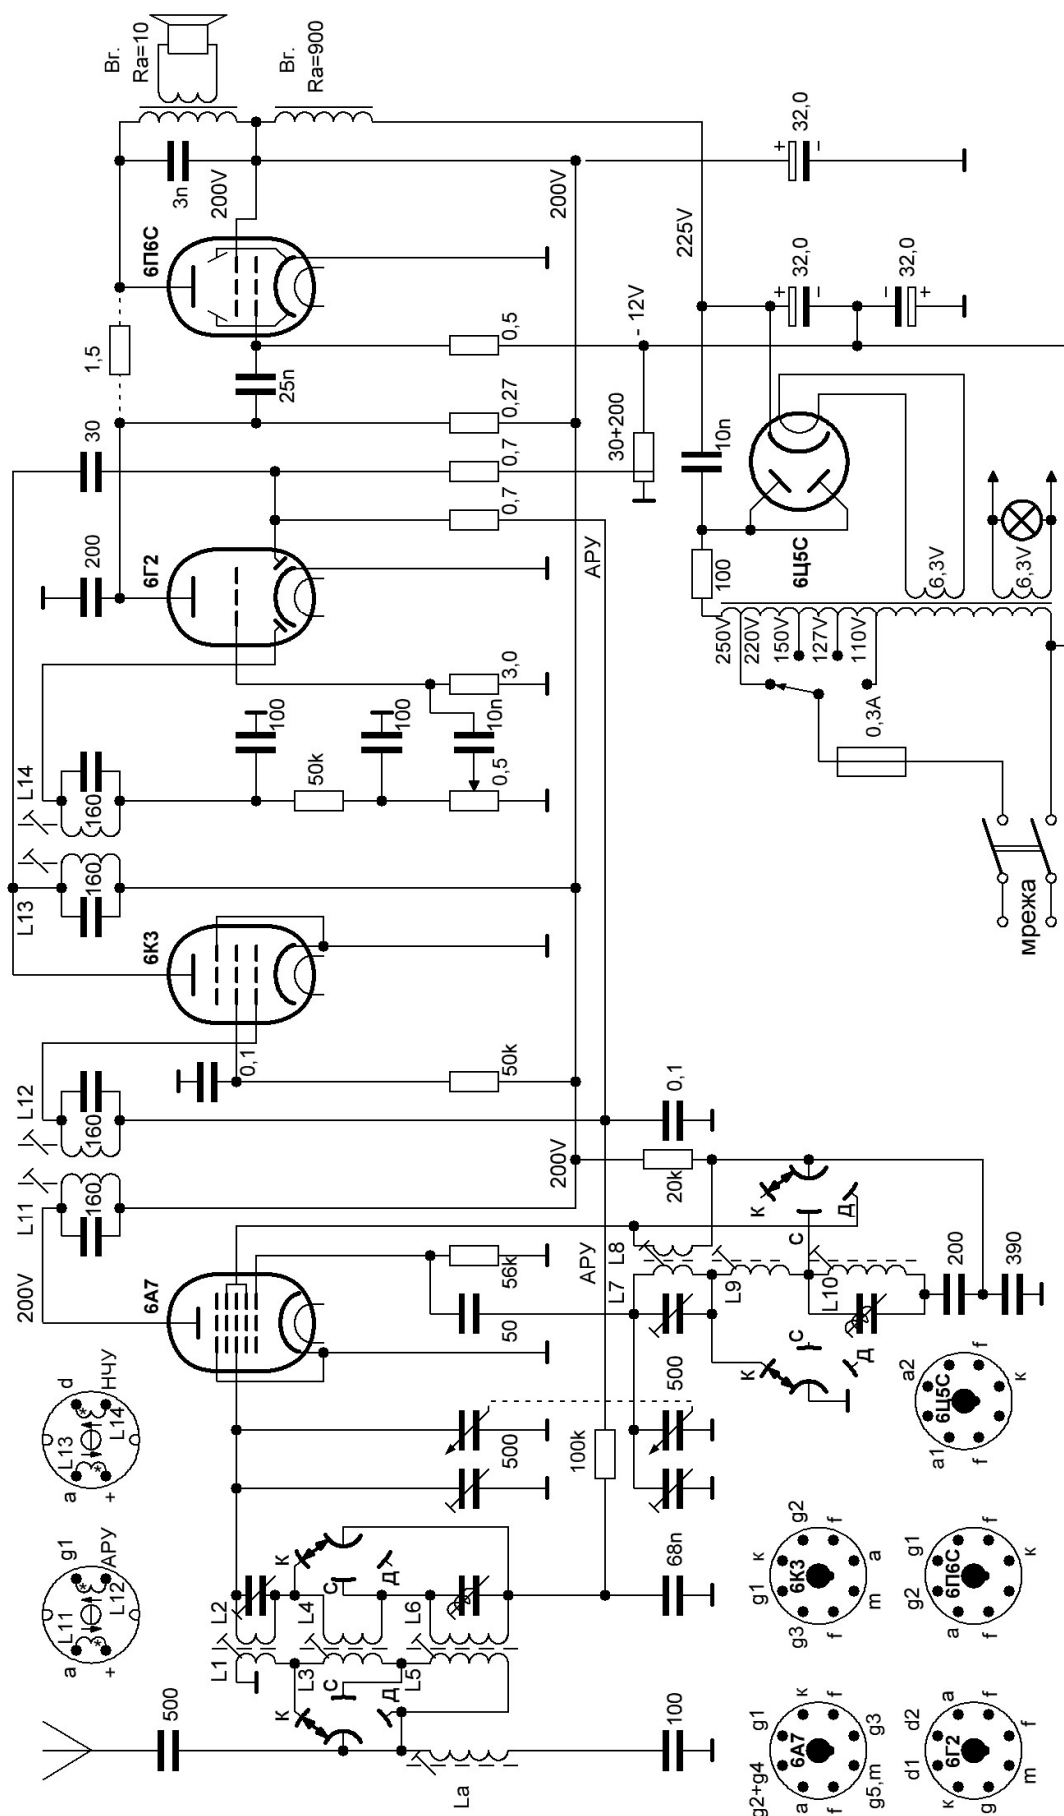 200V
L11
160
L12
160
L13
160
L14
160
200
30
1,5
3n
Вг.
Ra=10
Вг.
Ra=900
6А7
6К3
6Г2
6П6С
200V
a
L11
g1
+
L12
АРУ
*
*
a
L13
d
+
L14
НЧУ
*
*
0,1
50k
100
50k
100
10n
0,5
3,0
25n
0,7
0,7
0,27
0,5
200V
500
L1
L2
L3
L4
L5
L6
К
С
Д
К
С
Д
La
100
68n
500
100k
50
56k
АРУ
200V
20k
0,1
АРУ
30+200
- 12V
225V
L7
L8
L9
L10
500
К
С
Д
К
С
Д
200
390
100
10n
6Ц5С
250V
220V
150V
127V
110V
0,3A
6,3V
6,3V
мрежа
+
32,0
−
+
32,0
−
−
32,0
+
6А7
g2+g4
g1
к
f
g3
g5,m
f
a
6К3
g3
g1
к
g2
f
a
m
f
6Г2
к
d1
d2
a
f
f
m
g
6П6С
a
g2
g1
f
к
f
6Ц5С
a1
a2
f
к
f